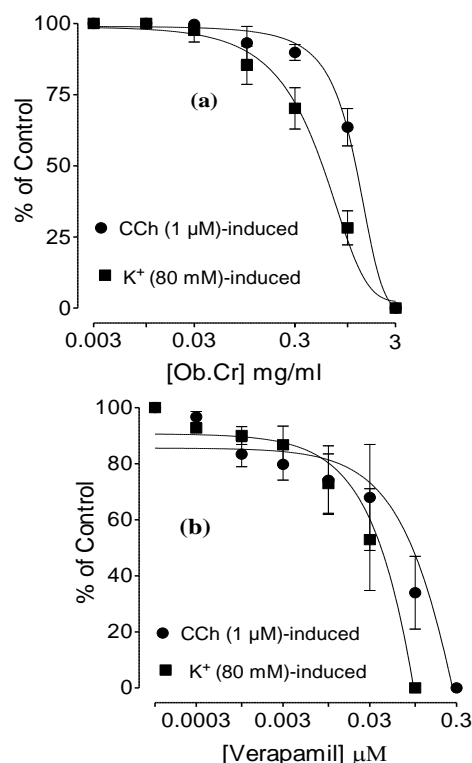 100
75
50
25
0
% of Control
(a)
CCh (1 µM)-induced
K⁺ (80 mM)-induced
0.003 0.03 0.3 3
[Ob.Cr] mg/ml
100
80
60
40
20
0
% of Control
(b)
CCh (1 µM)-induced
K⁺ (80 mM)-induced
0.0003 0.003 0.03 0.3
[Verapamil] µM